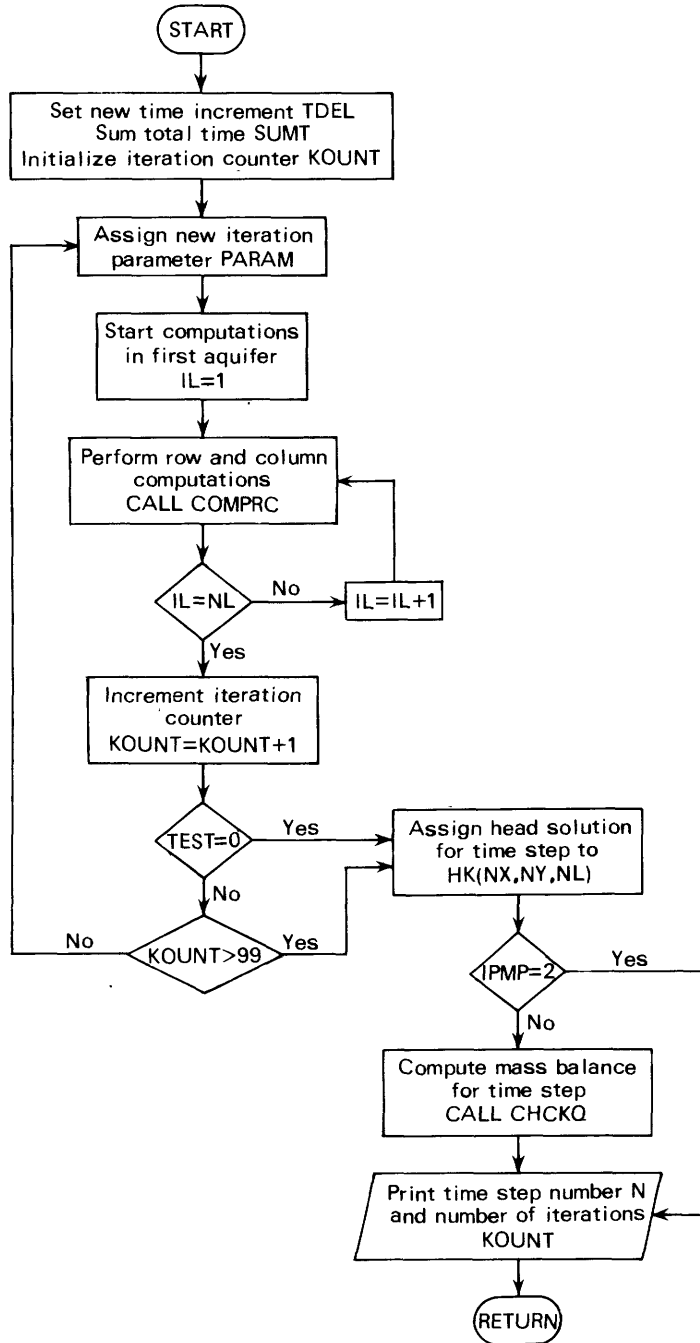 START
Set new time increment TDEL
Sum total time SUMT
Initialize iteration counter KOUNT
Assign new iteration
parameter PARAM
Start computations
in first aquifer
IL=1
Perform row and column
computations
CALL COMPRC
IL=NL
No
IL=IL+1
Yes
Increment iteration
counter
KOUNT=KOUNT+1
TEST=0
Yes
No
KOUNT>99
No
Yes
Assign head solution
for time step to
HK(NX,NY,NL)
IPMP=2
Yes
No
Compute mass balance
for time step
CALL CHCKQ
Print time step number N
and number of iterations
KOUNT
RETURN